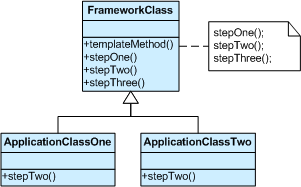 FrameworkClass
+templateMethod()
+stepOne()
+stepTwo()
+stepThree()
stepOne();
stepTwo();
stepThree();
ApplicationClassOne
+stepTwo()
ApplicationClassTwo
+stepTwo()